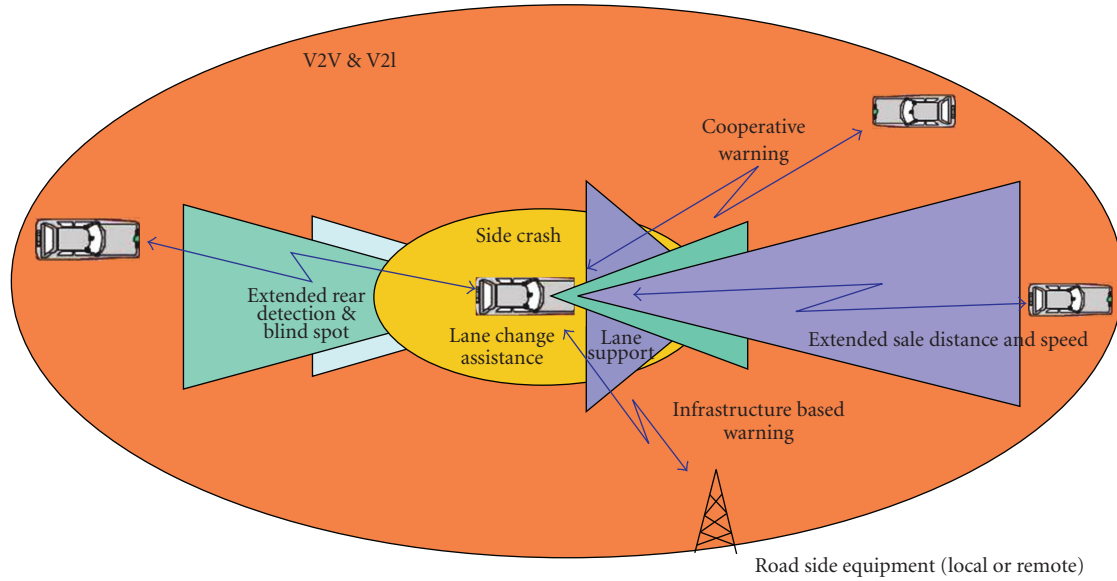 V2V & V2I
Cooperative
warning
Side crash
Extended rear
detection &
blind spot
Lane change
assistance
Lane
support
Extended sale distance and speed
Infrastructure based
warning
Road side equipment (local or remote)